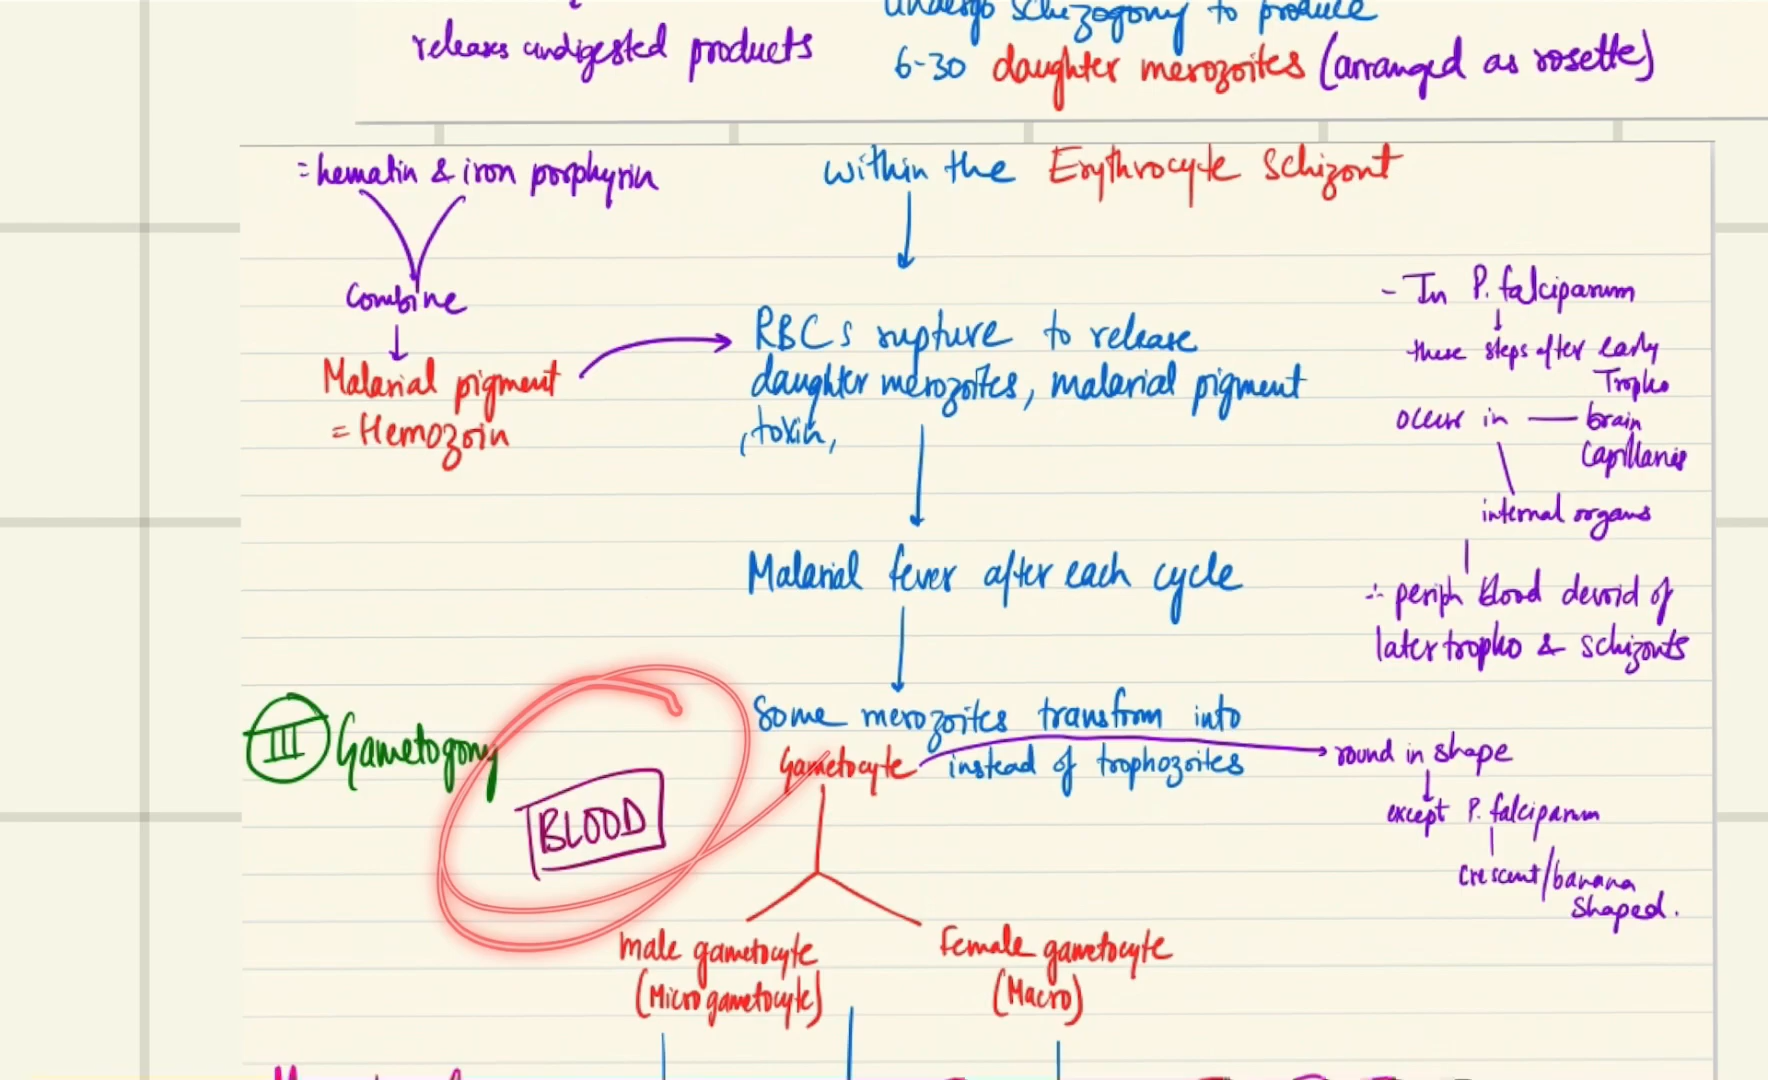 releases undigested products
undergo schizogony to produce
6-30 daughter merozoites (arranged as rosette)
= hematin & iron porphyrin
Combine
Malarial pigment
= Hemozoin
within the Erythrocyte Schizont
RBCs rupture to release
daughter merozoites, malarial pigment
, toxin,
Malarial fever after each cycle
- In P. falciparum
these steps after early
Tropho
occur in — brain
Capillaries
internal organs
∴ periph blood devoid of
later tropho & schizonts
III Gametogony
BLOOD
Some merozoites transform into
Gametocyte instead of trophozoites
round in shape
except P. falciparum
crescent/banana
shaped.
male gametocyte
(Microgametocyte)
Female gametocyte
(Macro)